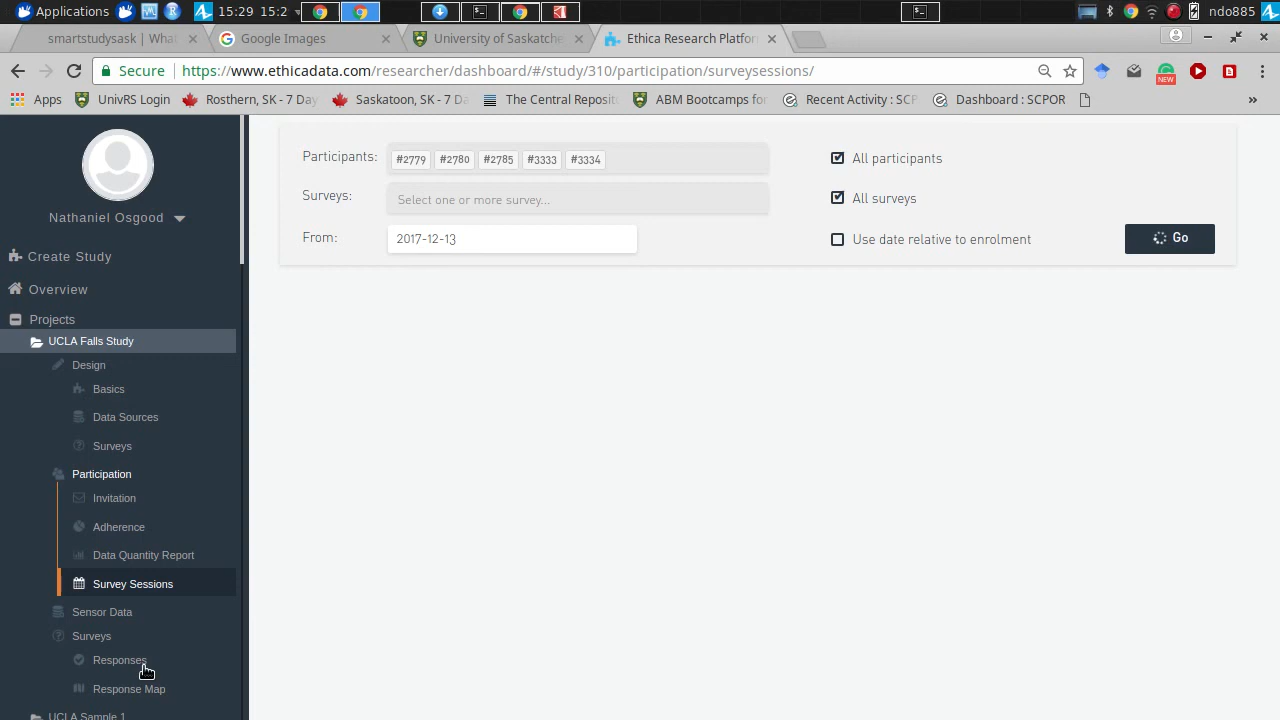 Applications 15:29 15:2 ndo885
smartstudysask | Wha Google Images University of Saskatche Ethica Research Platfor
Secure https://www.ethicadata.com/researcher/dashboard/#/study/310/participation/surveysessions/
Apps UnivRS Login Rosthern, SK - 7 Day Saskatoon, SK - 7 Da The Central Reposit ABM Bootcamps fo Recent Activity : SCP Dashboard : SCPOR »
NEW
Nathaniel Osgood
Create Study
Overview
Projects
UCLA Falls Study
Design
Basics
Data Sources
Surveys
Participation
Invitation
Adherence
Data Quantity Report
Survey Sessions
Sensor Data
Surveys
Responses
Response Map
UCLA Sample 1
Participants: #2779 #2780 #2785 #3333 #3334 All participants
Surveys: Select one or more survey... All surveys
From: 2017-12-13 Use date relative to enrolment Go